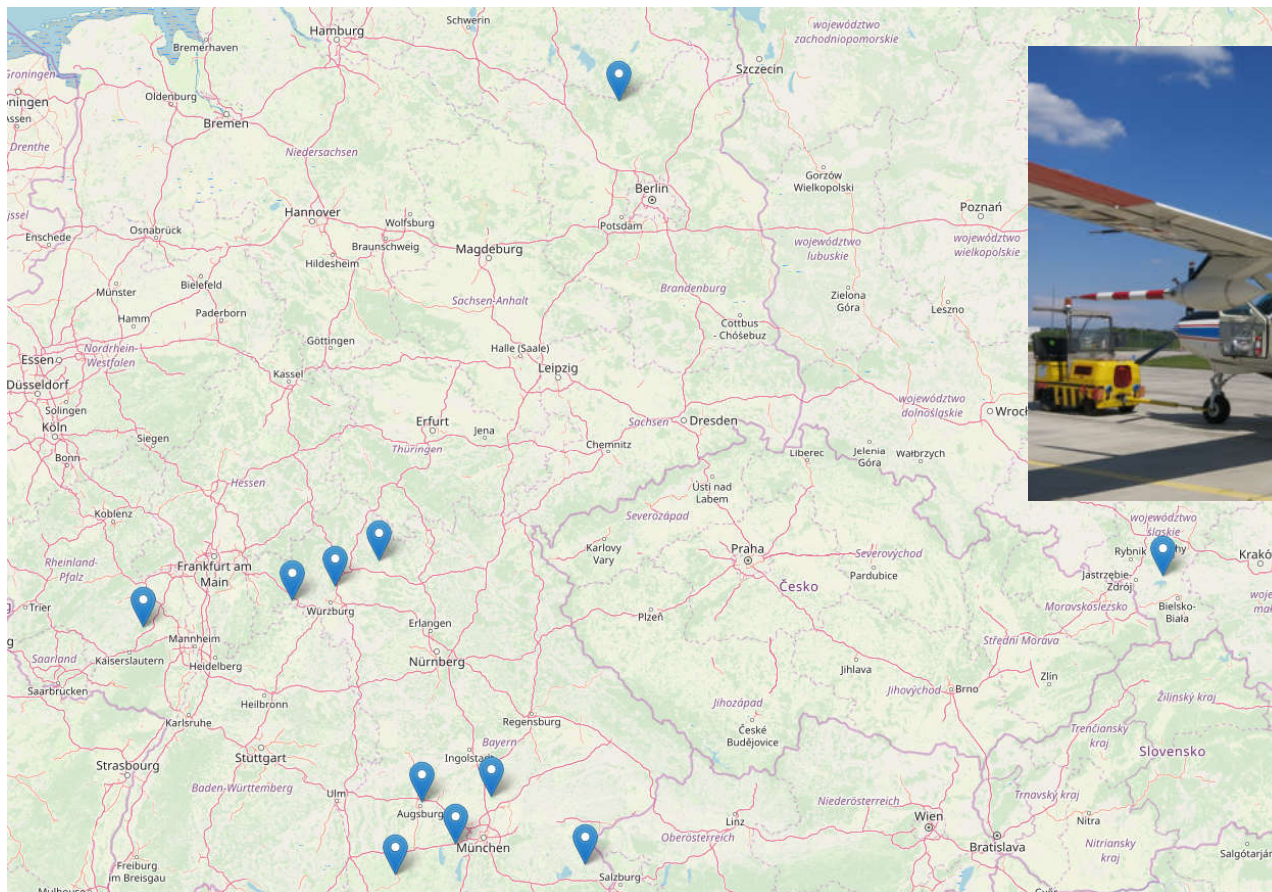 Schwerin
województwo
zachodniopomorskie
Hamburg
Bremerhaven
Szczecin
Groningen
Oldenburg
Assen
Bremen
Drenthe
Niedersachsen
Gorzów
Wielkopolski
Berlin
Poznań
Hannover
Wolfsburg
Potsdam
Osnabrück
Enschede
Braunschweig
Magdeburg
województwo
lubuskie
województwo
wielkopolskie
Hildesheim
Bielefeld
Münster
Brandenburg
Zielona
Góra
Sachsen-Anhalt
Leszno
Hamm
Paderborn
Cottbus
- Chóśebuz
Göttingen
Halle (Saale)
Nordrhein-
Westfalen
Essen
Leipzig
Kassel
Düsseldorf
województwo
dolnośląskie
Solingen
Köln
Erfurt
Jena
Sachsen
Dresden
Siegen
Chemnitz
Thüringen
Liberec
Jelenia
Góra
Wałbrzych
Bonn
Hessen
Ústí nad
Labem
Koblenz
Severozápad
województwo
śląskie
Karlovy
Vary
Praha
Severovýchod
Rybnik
Rheinland-
Pfalz
Frankfurt am
Main
Pardubice
Jastrzębie-
Zdrój
Česko
Trier
Würzburg
Moravskoslezsko
Bielsko-
Biała
Plzeň
Erlangen
Mannheim
Střední Morava
Saarland
Kaiserslautern
Heidelberg
Nürnberg
Jihlava
Zlín
Saarbrücken
Jihovýchod
Brno
Žilinský kraj
Heilbronn
Jihozápad
Karlsruhe
Regensburg
České
Budějovice
Trenčiansky
kraj
Bayern
Stuttgart
Ingolstadt
Slovensko
Strasbourg
Baden-Württemberg
Ulm
Trnavský kraj
Niederösterreich
Augsburg
Linz
Wien
Nitra
Oberösterreich
München
Bratislava
Nitriansky
kraj
Freiburg
im Breisgau
Salzburg